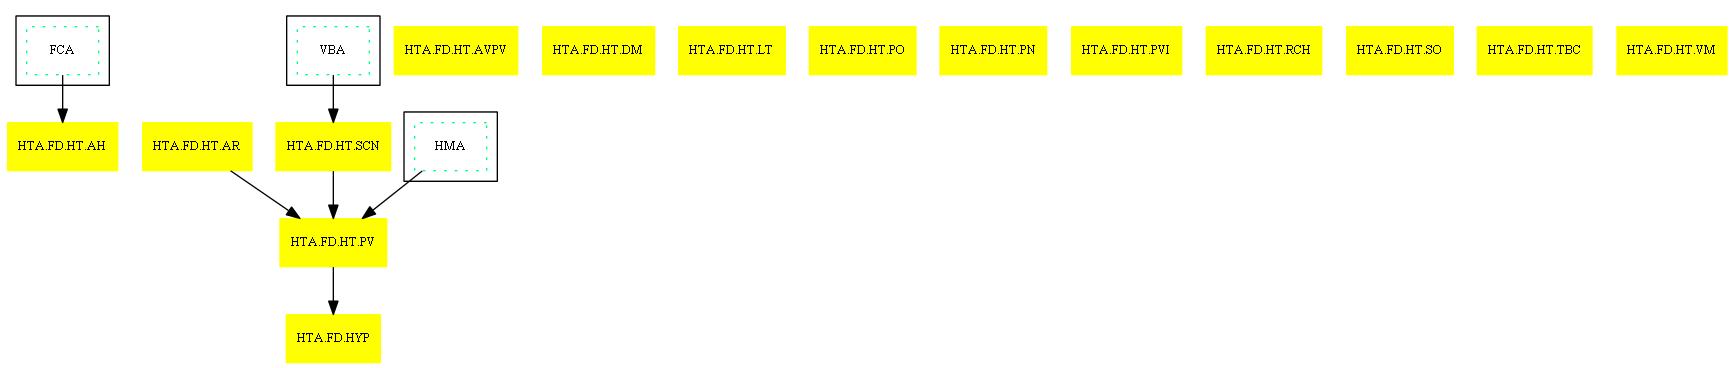 FCA
VBA
HTA.FD.HT.AVPV
HTA.FD.HT.DM
HTA.FD.HT.LT
HTA.FD.HT.PO
HTA.FD.HT.PN
HTA.FD.HT.PVI
HTA.FD.HT.RCH
HTA.FD.HT.SO
HTA.FD.HT.TBC
HTA.FD.HT.VM
HTA.FD.HT.AH
HTA.FD.HT.AR
HTA.FD.HT.SCN
HMA
HTA.FD.HT.PV
HTA.FD.HYP